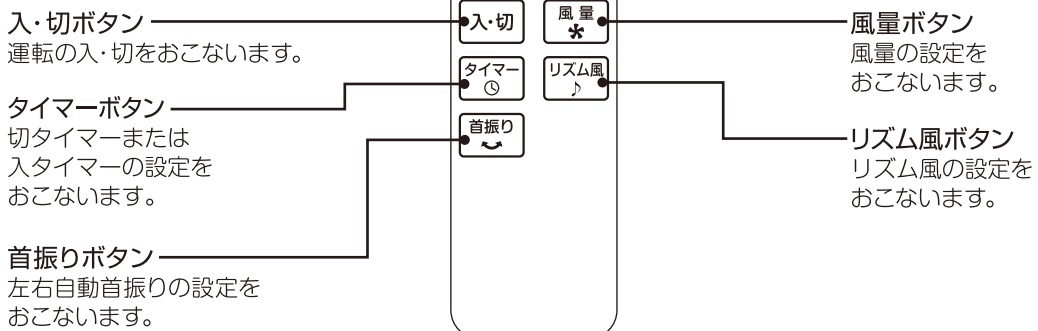 入・切ボタン
運転の入・切をおこないます。
タイマーボタン
切タイマーまたは
入タイマーの設定を
おこないます。
首振りボタン
左右自動首振りの設定を
おこないます。
入・切
風量
タイマー
リズム風
首振り
風量ボタン
風量の設定を
おこないます。
リズム風ボタン
リズム風の設定を
おこないます。